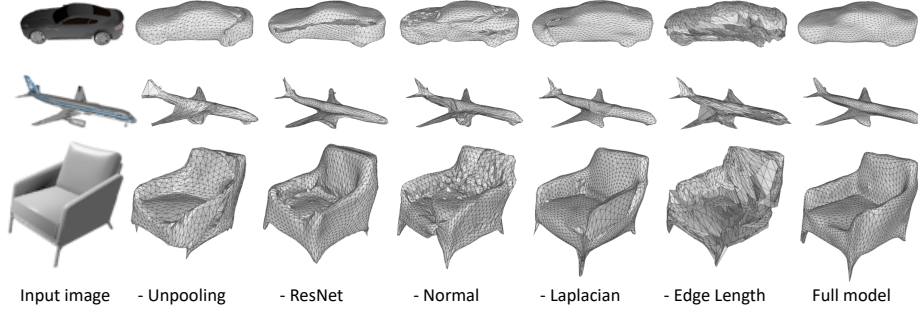 Input image - Unpooling - ResNet - Normal - Laplacian - Edge Length Full model